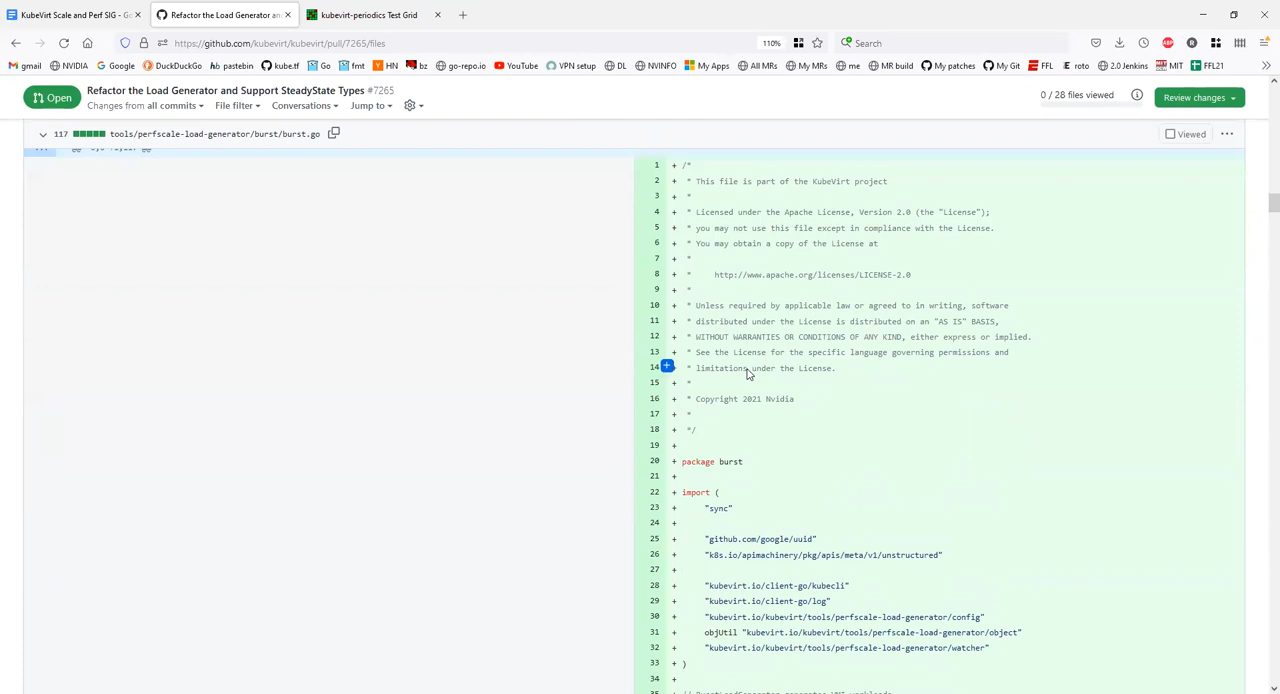 KubeVirt Scale and Perf SIG - G
Refactor the Load Generator an
kubevirt-periodics Test Grid
https://github.com/kubevirt/kubevirt/pull/7265/files
110%
Search
gmail
NVIDIA
Google
DuckDuckGo
pastebin
kube.tf
Go
fmt
HN
bz
go-repo.io
YouTube
VPN setup
DL
NVINFO
My Apps
All MRs
My MRs
me
MR build
My patches
My Git
FFL
roto
2.0 Jenkins
MIT
FFL21
Open
Refactor the Load Generator and Support SteadyState Types #7265
Changes from all commits
File filter
Conversations
Jump to
0 / 28 files viewed
Review changes
117
tools/perfscale-load-generator/burst/burst.go
Viewed
1 + /*
2 + * This file is part of the KubeVirt project
3 + *
4 + * Licensed under the Apache License, Version 2.0 (the "License");
5 + * you may not use this file except in compliance with the License.
6 + * You may obtain a copy of the License at
7 + *
8 + *     http://www.apache.org/licenses/LICENSE-2.0
9 + *
10 + * Unless required by applicable law or agreed to in writing, software
11 + * distributed under the License is distributed on an "AS IS" BASIS,
12 + * WITHOUT WARRANTIES OR CONDITIONS OF ANY KIND, either express or implied.
13 + * See the License for the specific language governing permissions and
14 + * limitations under the License.
15 + *
16 + * Copyright 2021 Nvidia
17 + *
18 + */
19 +
20 + package burst
21 +
22 + import (
23 + "sync"
24 +
25 + "github.com/google/uuid"
26 + "k8s.io/apimachinery/pkg/apis/meta/v1/unstructured"
27 +
28 + "kubevirt.io/client-go/kubecli"
29 + "kubevirt.io/client-go/log"
30 + "kubevirt.io/kubevirt/tools/perfscale-load-generator/config"
31 + objUtil "kubevirt.io/kubevirt/tools/perfscale-load-generator/object"
32 + "kubevirt.io/kubevirt/tools/perfscale-load-generator/watcher"
33 + )
34 +